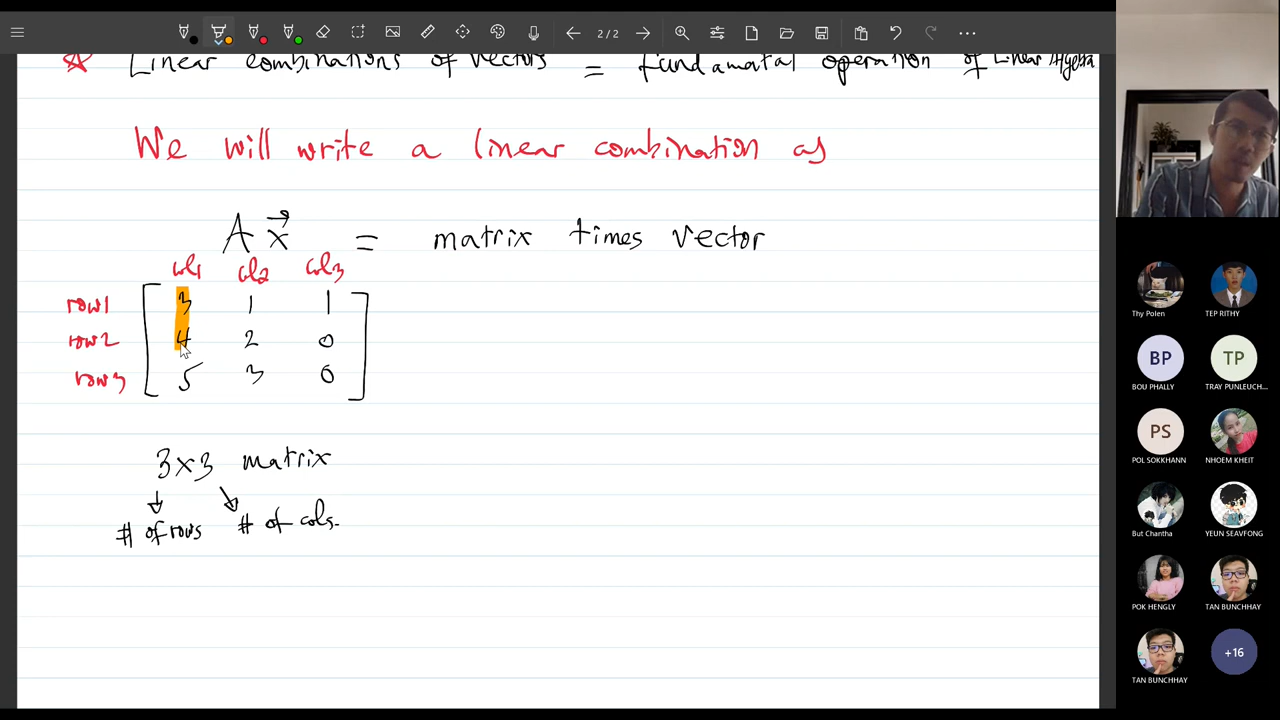 2/2
Linear combinations of vectors = fundamatal operation of Linear Algebra
We will write a linear combination as
A x⃗ = matrix times vector
col1 col2 col3
row1 3 1 1
row2 4 2 0
row3 5 3 0
3x3 matrix
# of rows # of cols.
Thy Polen
TEP RITHY
BP
TP
BOU PHALLY
TRAY PUNLEUCH...
PS
POL SOKKHANN
NHOEM KHEIT
But Chantha
YEUN SEAVFONG
POK HENGLY
TAN BUNCHHAY
TAN BUNCHHAY
+16